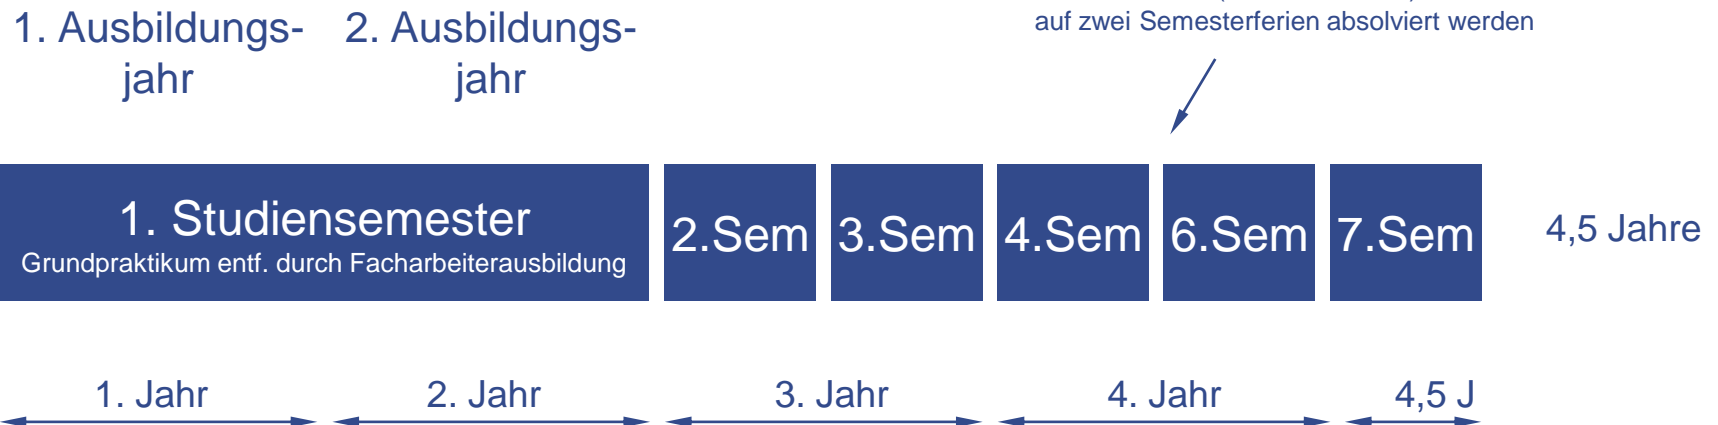 1. Ausbildungs-
jahr
2. Ausbildungs-
jahr
auf zwei Semesterferien absolviert werden
1. Studiensemester
Grundpraktikum entf. durch Facharbeiterausbildung
2.Sem
3.Sem
4.Sem
6.Sem
7.Sem
4,5 Jahre
1. Jahr
2. Jahr
3. Jahr
4. Jahr
4,5 J